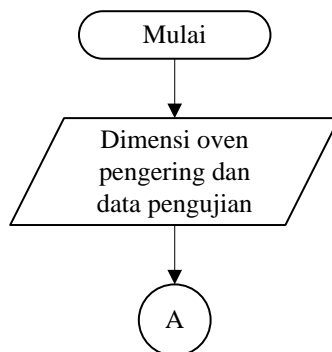 Mulai
Dimensi oven
pengering dan
data pengujian
A